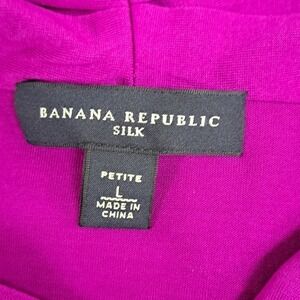 BANANA REPUBLIC
SILK
PETITE
L
MADE IN
CHINA